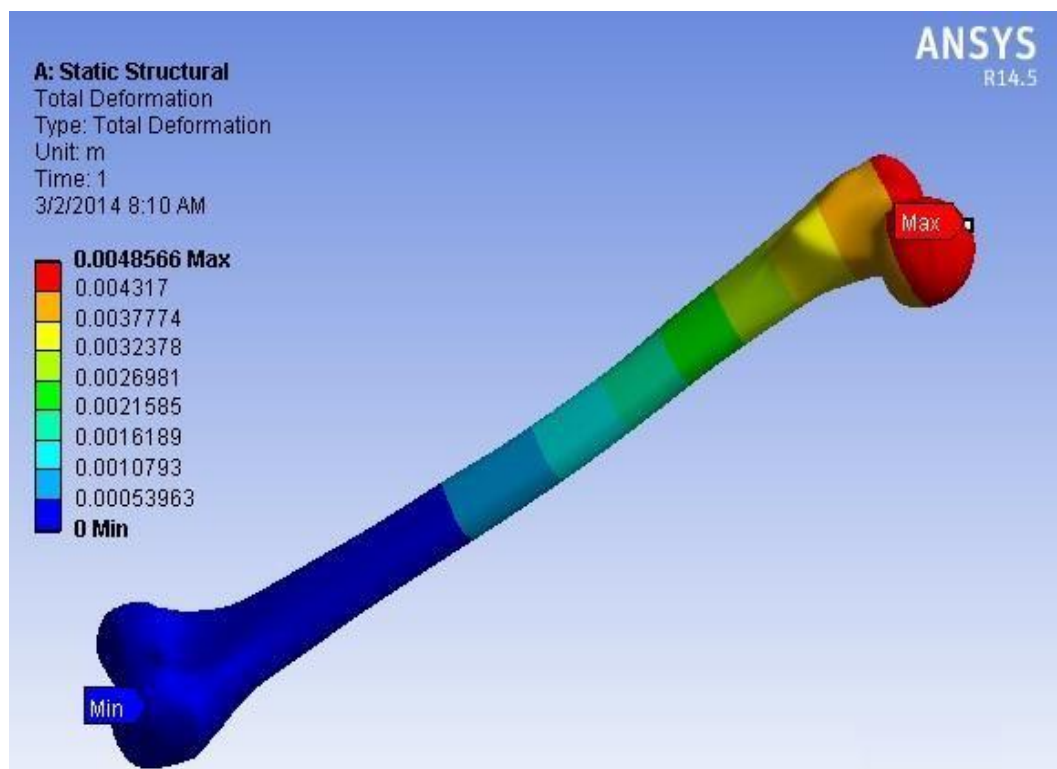 ANSYS
R14.5
A: Static Structural
Total Deformation
Type: Total Deformation
Unit: m
Time: 1
3/2/2014 8:10 AM
0.0048566 Max
0.004317
0.0037774
0.0032378
0.0026981
0.0021585
0.0016189
0.0010793
0.00053963
0 Min
Max
Min